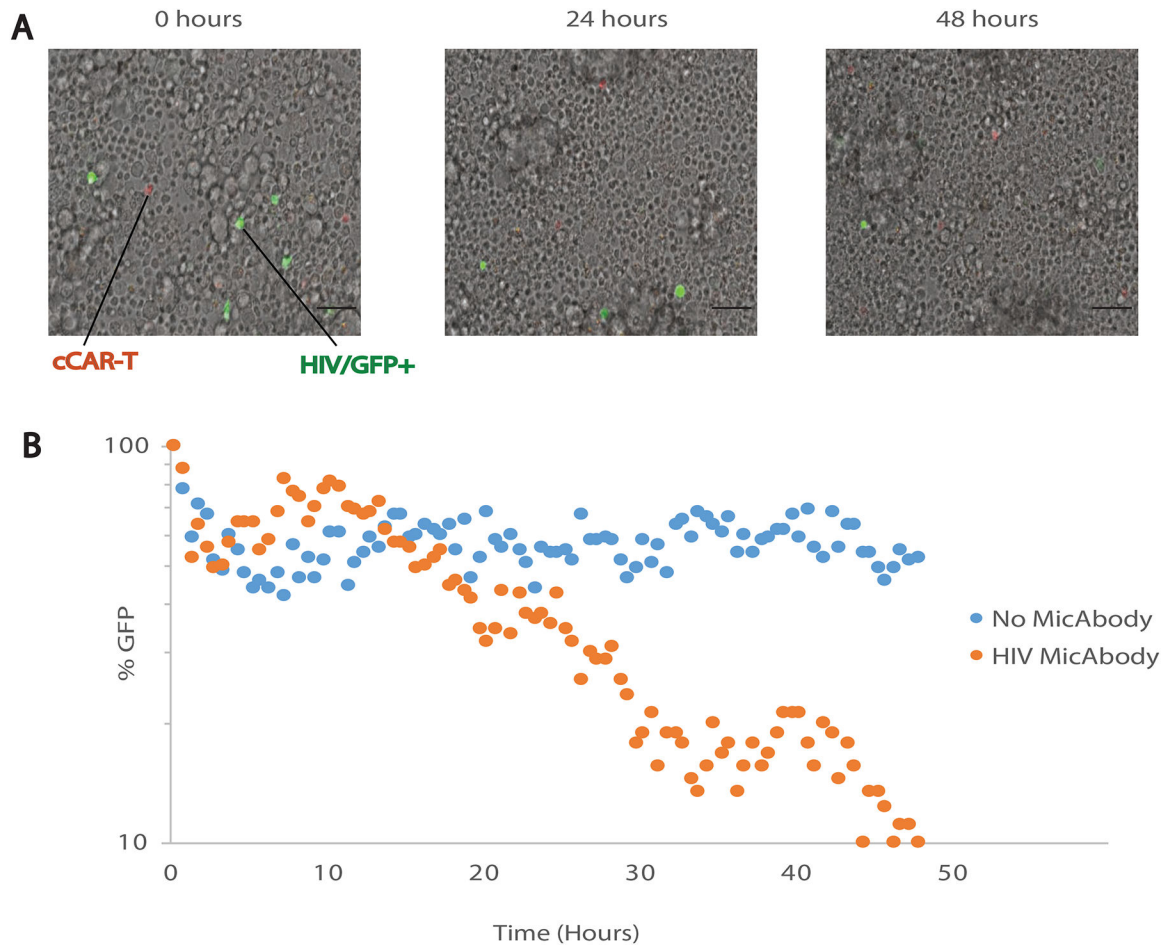 A
0 hours
24 hours
48 hours
cCAR-T
HIV/GFP+
B
100
% GFP
10
0
10
20
30
40
50
Time (Hours)
No MicAbody
HIV MicAbody